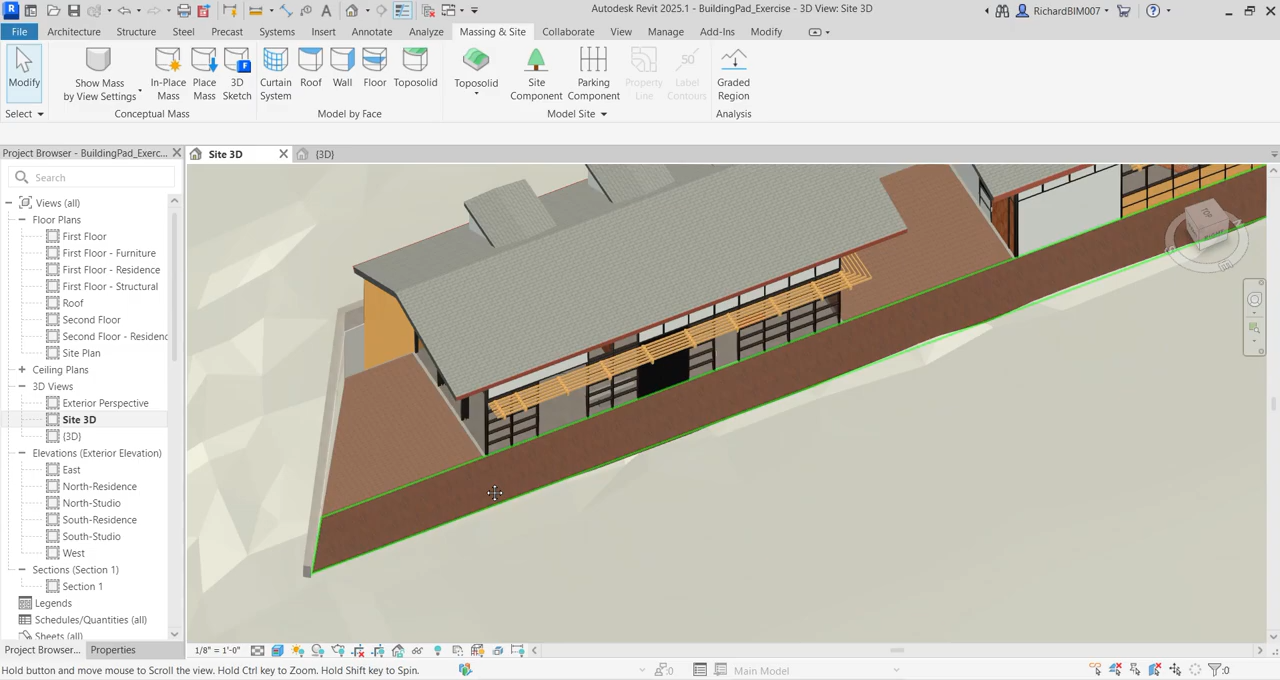 Autodesk Revit 2025.1 - BuildingPad_Exercise - 3D View: Site 3D
RichardBIM007
File Architecture Structure Steel Precast Systems Insert Annotate Analyze Massing & Site Collaborate View Manage Add-Ins Modify
Modify
Show Mass
by View Settings
In-Place
Mass
Place
Mass
3D
Sketch
Curtain
System
Roof
Wall
Floor
Toposolid
Toposolid
Site
Component
Parking
Component
Property
Line
Label
Contours
Graded
Region
Select
Conceptual Mass
Model by Face
Model Site
Analysis
Project Browser - BuildingPad_Exerc...
Site 3D
{3D}
Search
Views (all)
Floor Plans
First Floor
First Floor - Furniture
First Floor - Residence
First Floor - Structural
Roof
Second Floor
Second Floor - Residenc
Site Plan
Ceiling Plans
3D Views
Exterior Perspective
Site 3D
{3D}
Elevations (Exterior Elevation)
East
North-Residence
North-Studio
South-Residence
South-Studio
West
Sections (Section 1)
Section 1
Legends
Schedules/Quantities (all)
Sheets (all)
Project Browser...
Properties
TOP
1/8" = 1'-0"
Hold button and move mouse to Scroll the view. Hold Ctrl key to Zoom. Hold Shift key to Spin.
:0
Main Model
:0